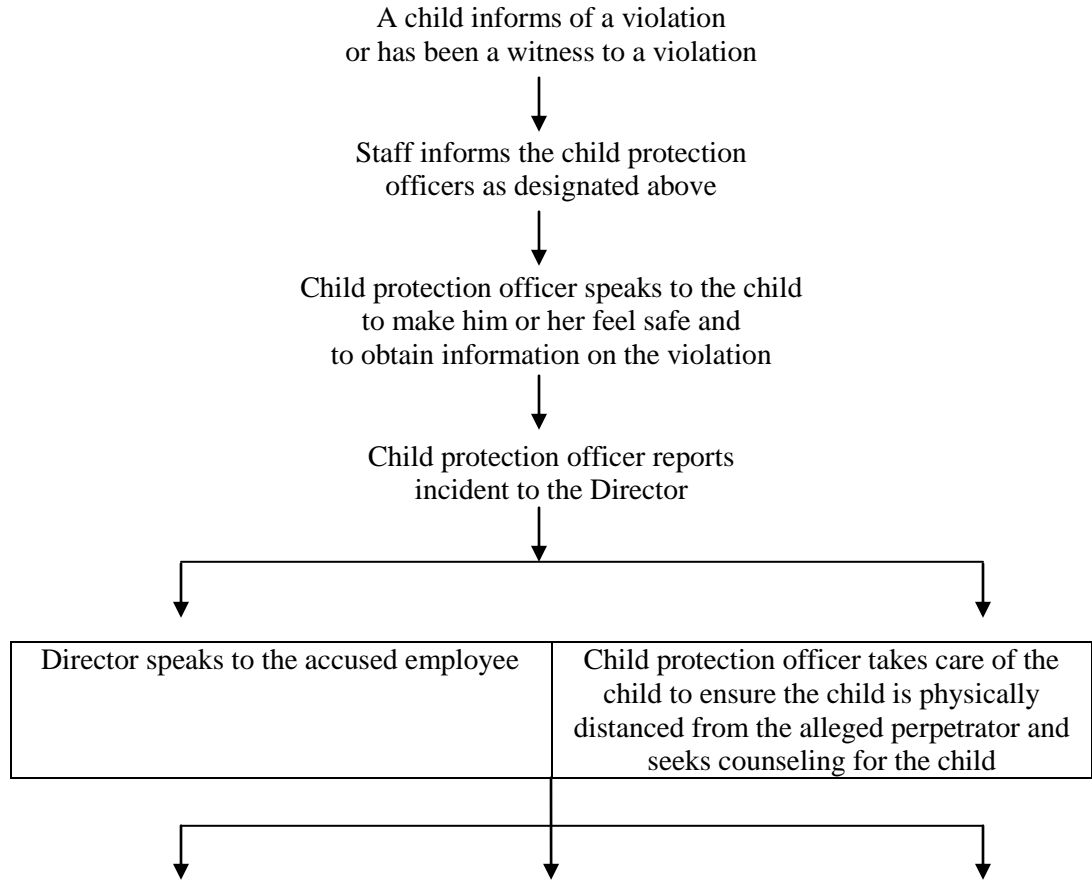 A child informs of a violation
or has been a witness to a violation
Staff informs the child protection
officers as designated above
Child protection officer speaks to the child
to make him or her feel safe and
to obtain information on the violation
Child protection officer reports
incident to the Director
Director speaks to the accused employee
Child protection officer takes care of the
child to ensure the child is physically
distanced from the alleged perpetrator and
seeks counseling for the child